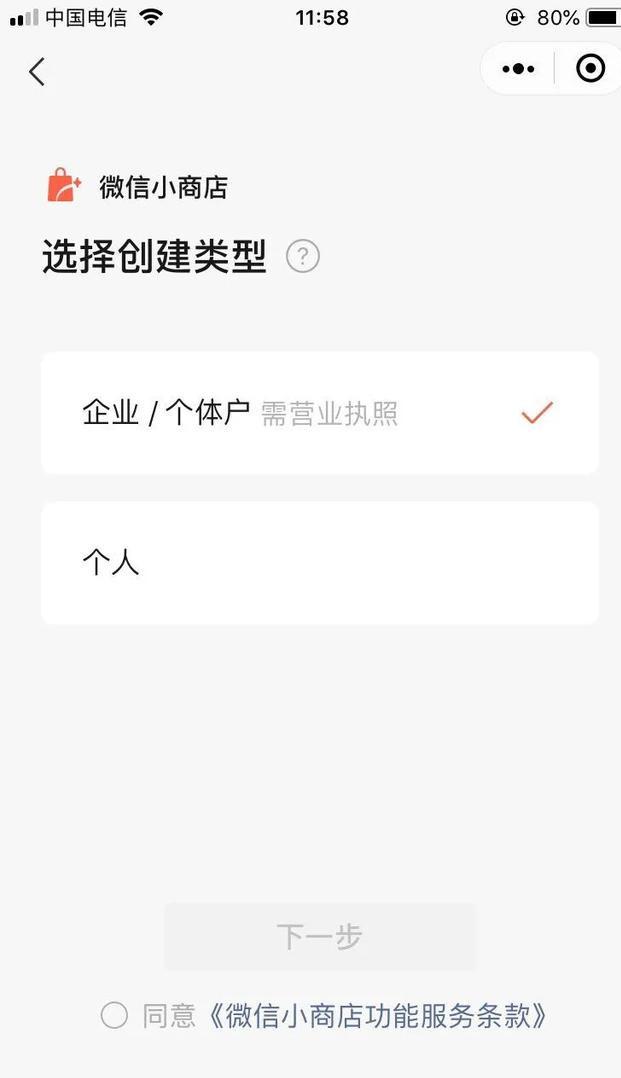 中国电信 11:58 80%
微信小商店
选择创建类型 ?
企业 / 个体户 需营业执照
个人
下一步
同意《微信小商店功能服务条款》